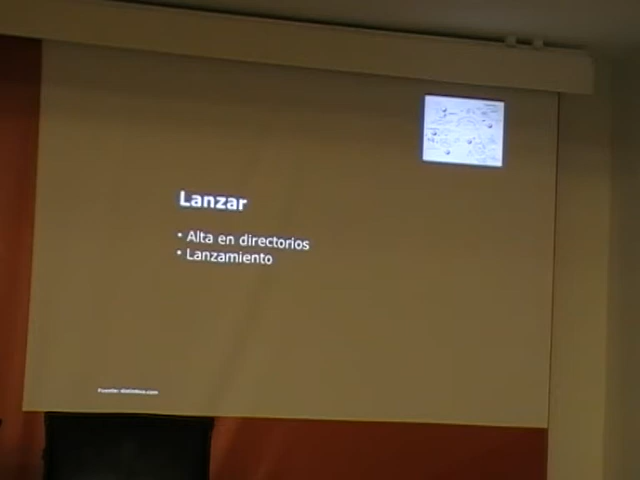 Lanzar
• Alta en directorios
• Lanzamiento